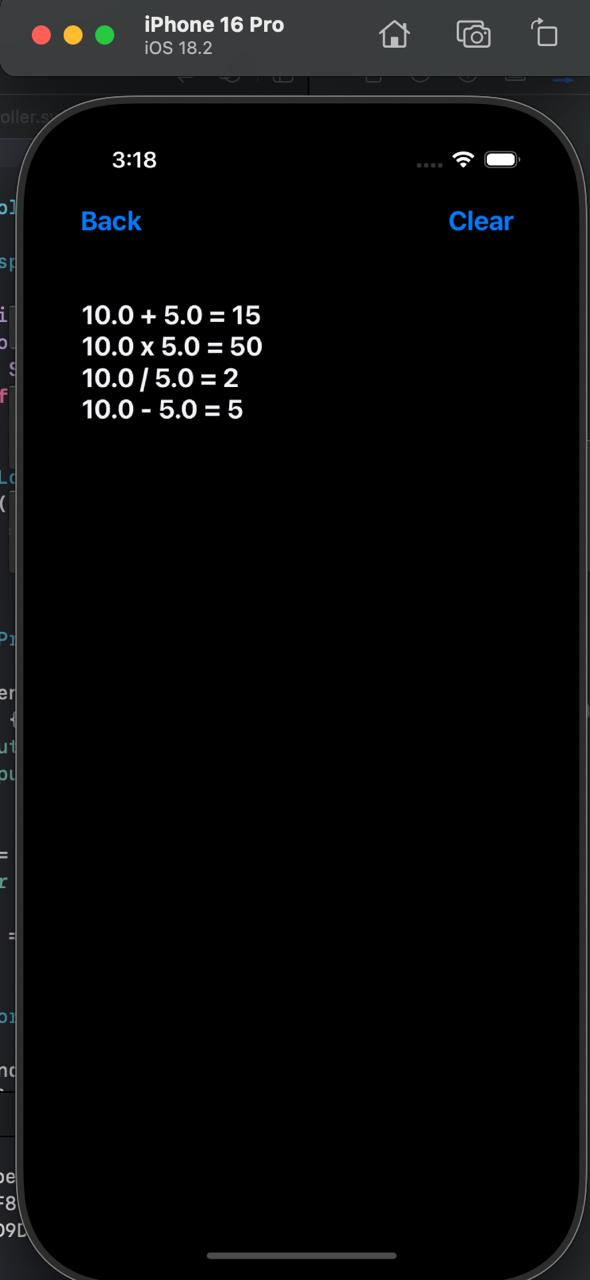 iPhone 16 Pro
iOS 18.2
3:18
Back
Clear
10.0 + 5.0 = 15
10.0 x 5.0 = 50
10.0 / 5.0 = 2
10.0 - 5.0 = 5